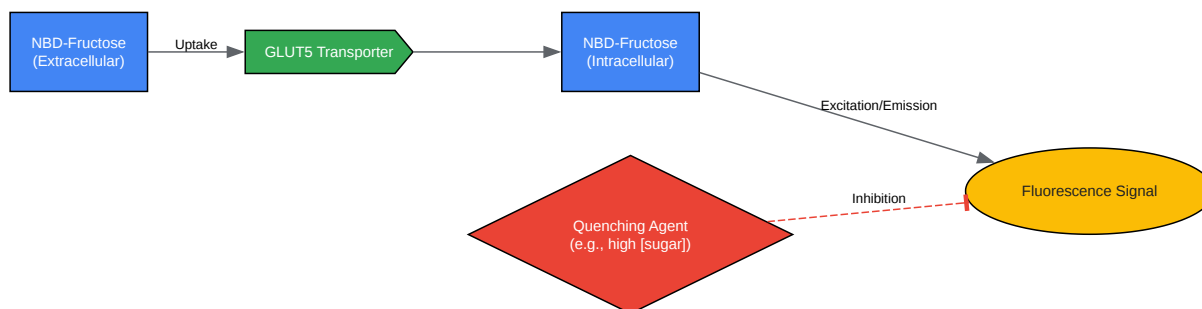 NBD-Fructose
(Extracellular)
Uptake
GLUT5 Transporter
NBD-Fructose
(Intracellular)
Excitation/Emission
Fluorescence Signal
Inhibition
Quenching Agent
(e.g., high [sugar])